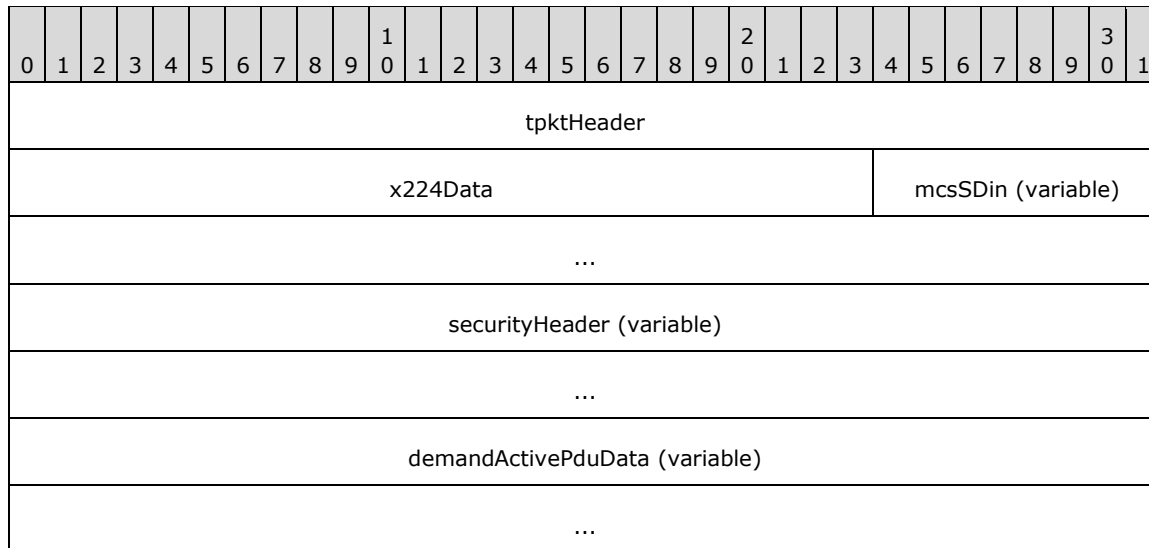 1 2 3
0 1 2 3 4 5 6 7 8 9 0 1 2 3 4 5 6 7 8 9 0 1 2 3 4 5 6 7 8 9 0 1
tpktHeader
x224Data mcsSDin (variable)
...
securityHeader (variable)
...
demandActivePduData (variable)
...